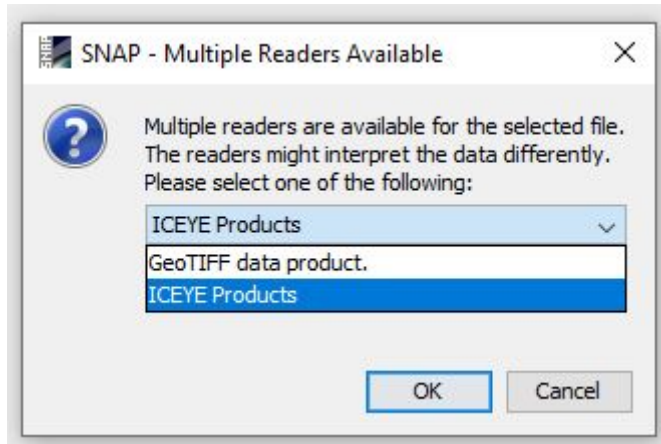 SNAP
SNAP - Multiple Readers Available
Multiple readers are available for the selected file.
The readers might interpret the data differently.
Please select one of the following:
ICEYE Products
GeoTIFF data product.
ICEYE Products
OK
Cancel